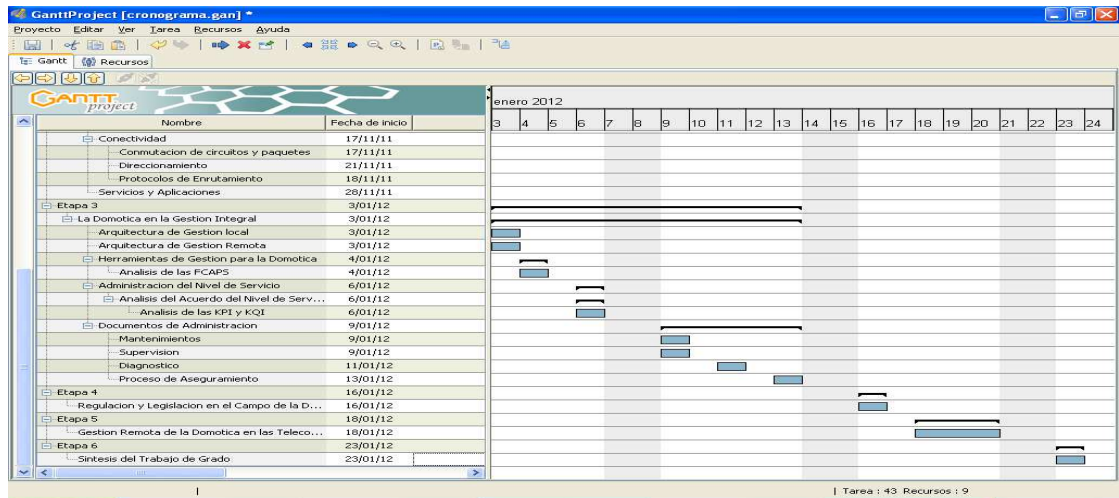 GanttProject [cronograma.gan] *
Proyecto Editar Ver Tarea Recursos Ayuda
Gantt Recursos
GANTT project
enero 2012
Nombre Fecha de inicio 3 4 5 6 7 8 9 10 11 12 13 14 15 16 17 18 19 20 21 22 23 24
Conectividad 17/11/11
Conmutacion de circuitos y paquetes 17/11/11
Direccionamiento 21/11/11
Protocolos de Enrutamiento 18/11/11
Servicios y Aplicaciones 28/11/11
Etapa 3 3/01/12
La Domotica en la Gestion Integral 3/01/12
Arquitectura de Gestion local 3/01/12
Arquitectura de Gestion Remota 3/01/12
Herramientas de Gestion para la Domotica 4/01/12
Analisis de las FCAPS 4/01/12
Administracion del Nivel de Servicio 6/01/12
Analisis del Acuerdo del Nivel de Serv... 6/01/12
Analisis de las KPI y KQI 6/01/12
Documentos de Administracion 9/01/12
Mantenimientos 9/01/12
Supervision 9/01/12
Diagnostico 11/01/12
Proceso de Aseguramiento 13/01/12
Etapa 4 16/01/12
Regulacion y Legislacion en el Campo de la D... 16/01/12
Etapa 5 18/01/12
Gestion Remota de la Domotica en las Teleco... 18/01/12
Etapa 6 23/01/12
Sintesis del Trabajo de Grado 23/01/12
Tarea : 43 Recursos : 9